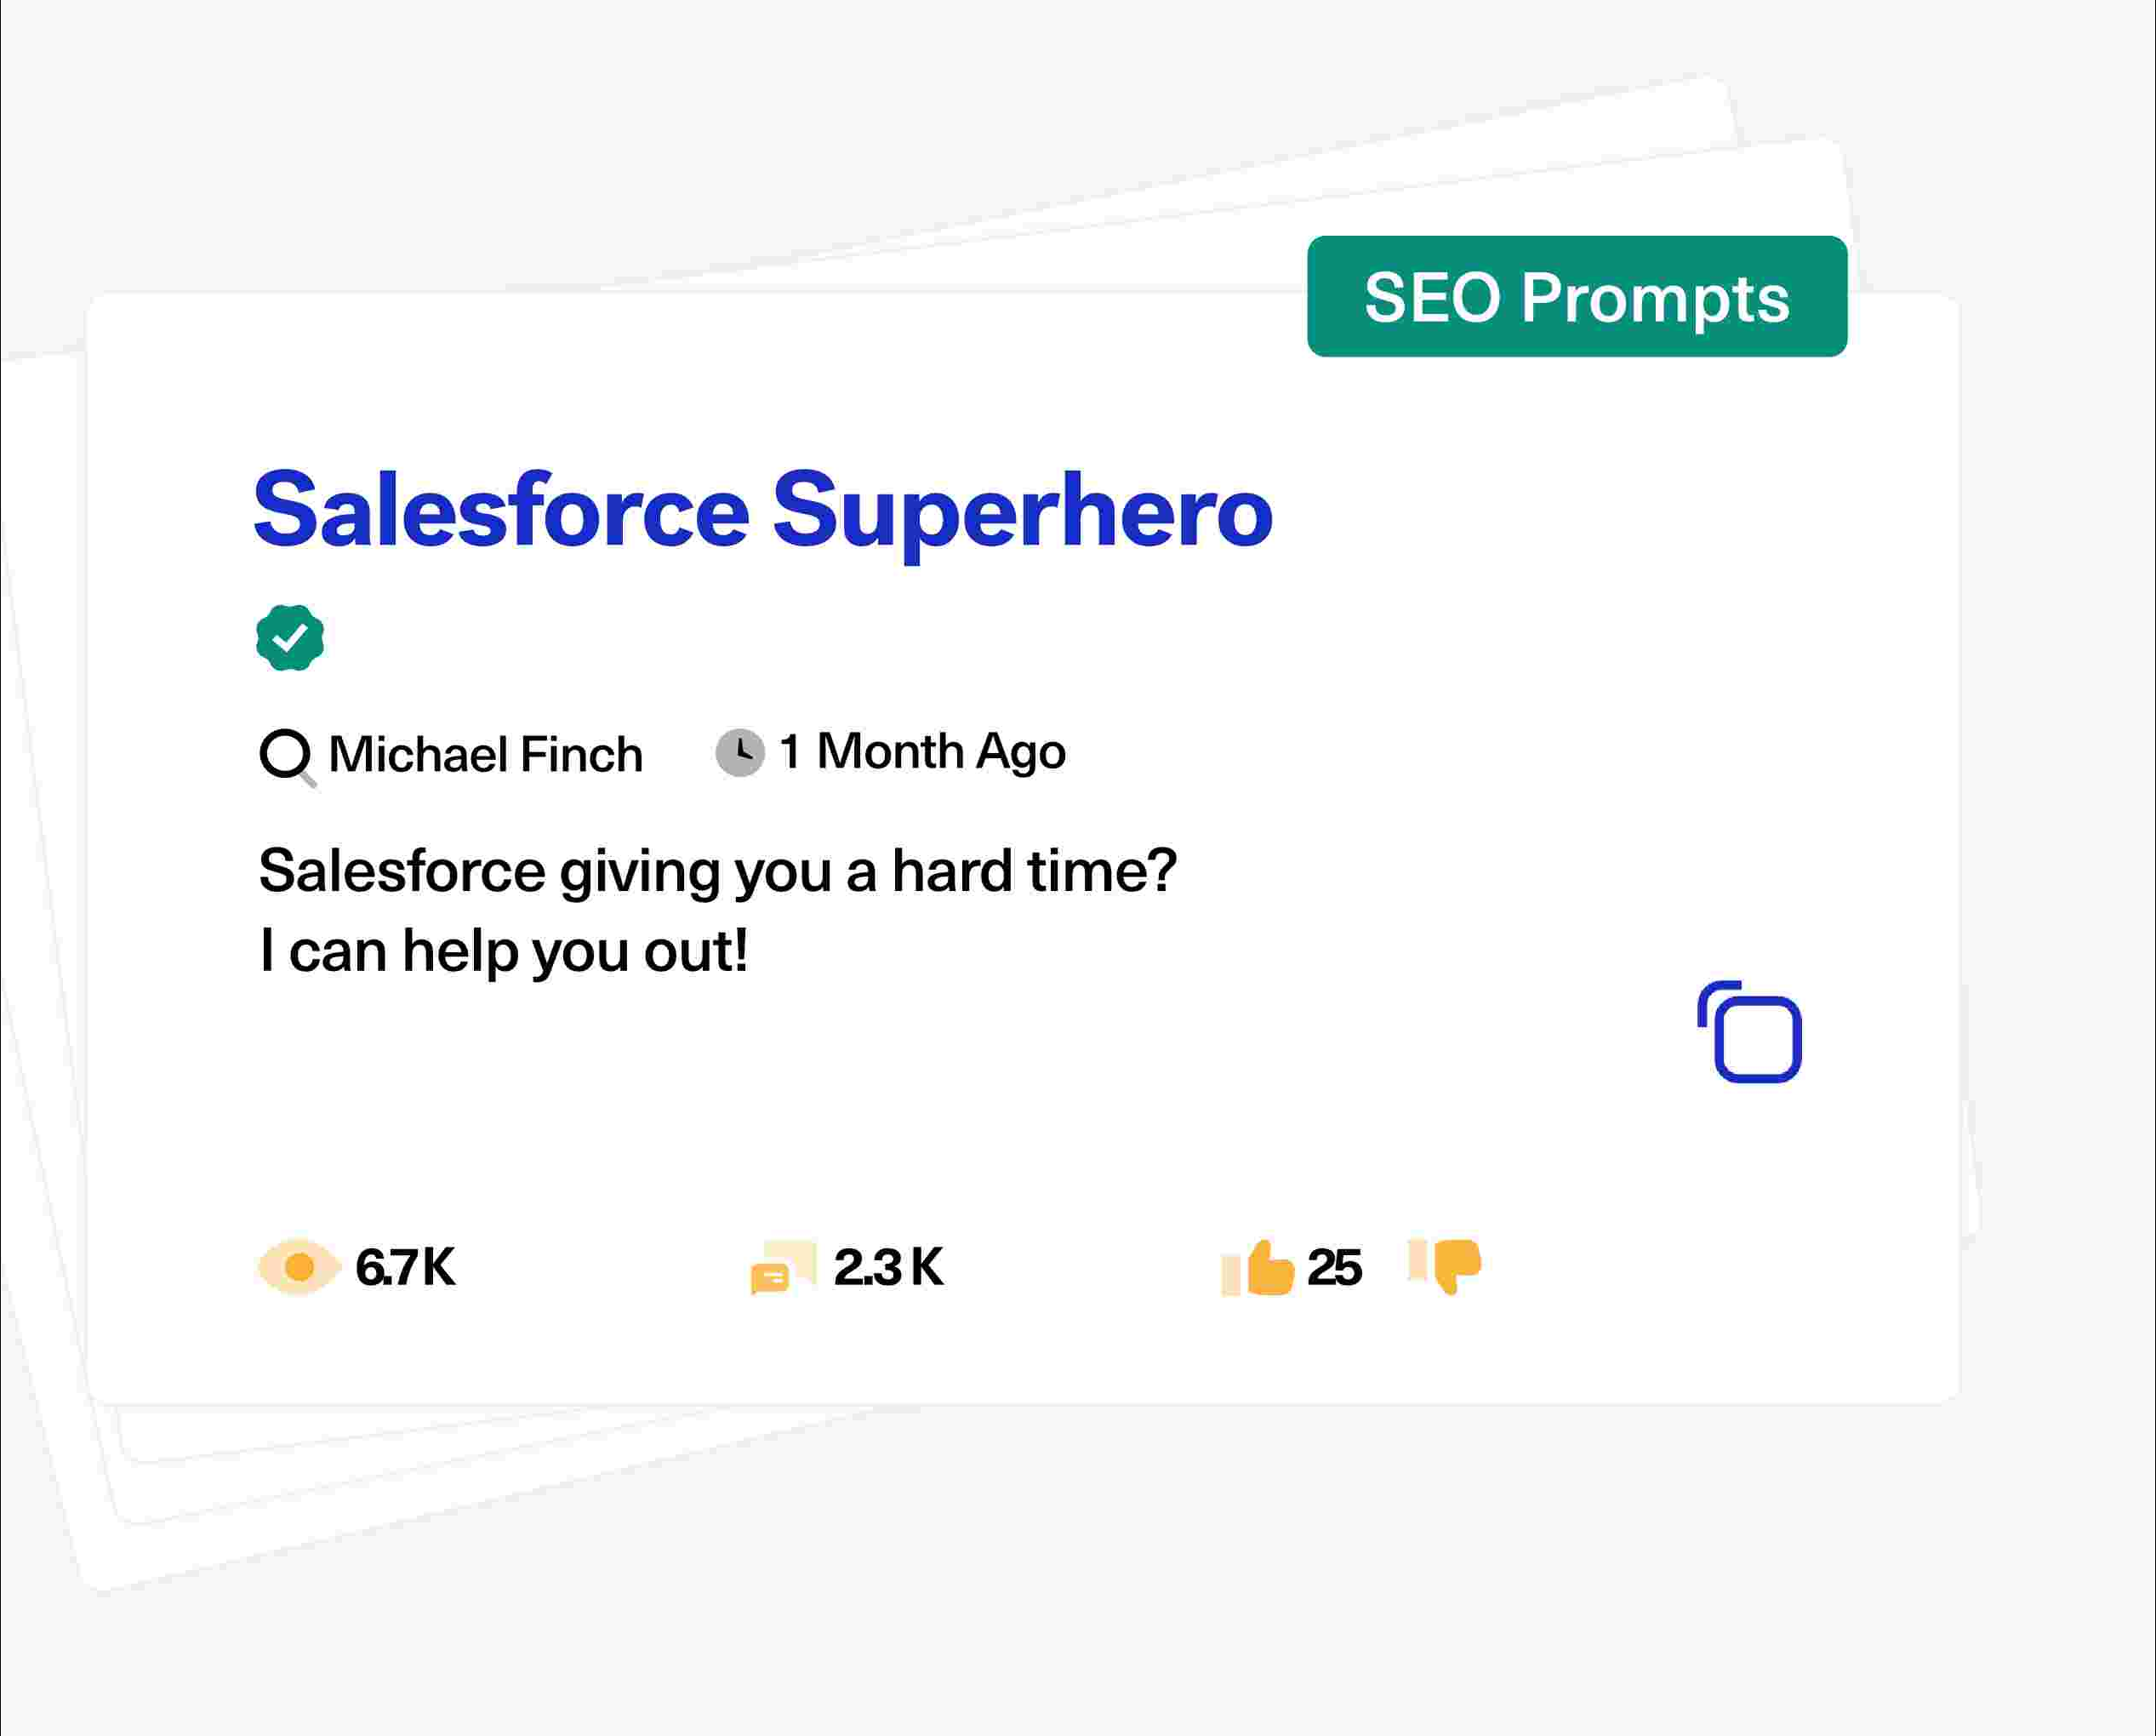 SEO Prompts
Salesforce Superhero
Michael Finch
1 Month Ago
Salesforce giving you a hard time?
I can help you out!
6.7K
2.3K
25